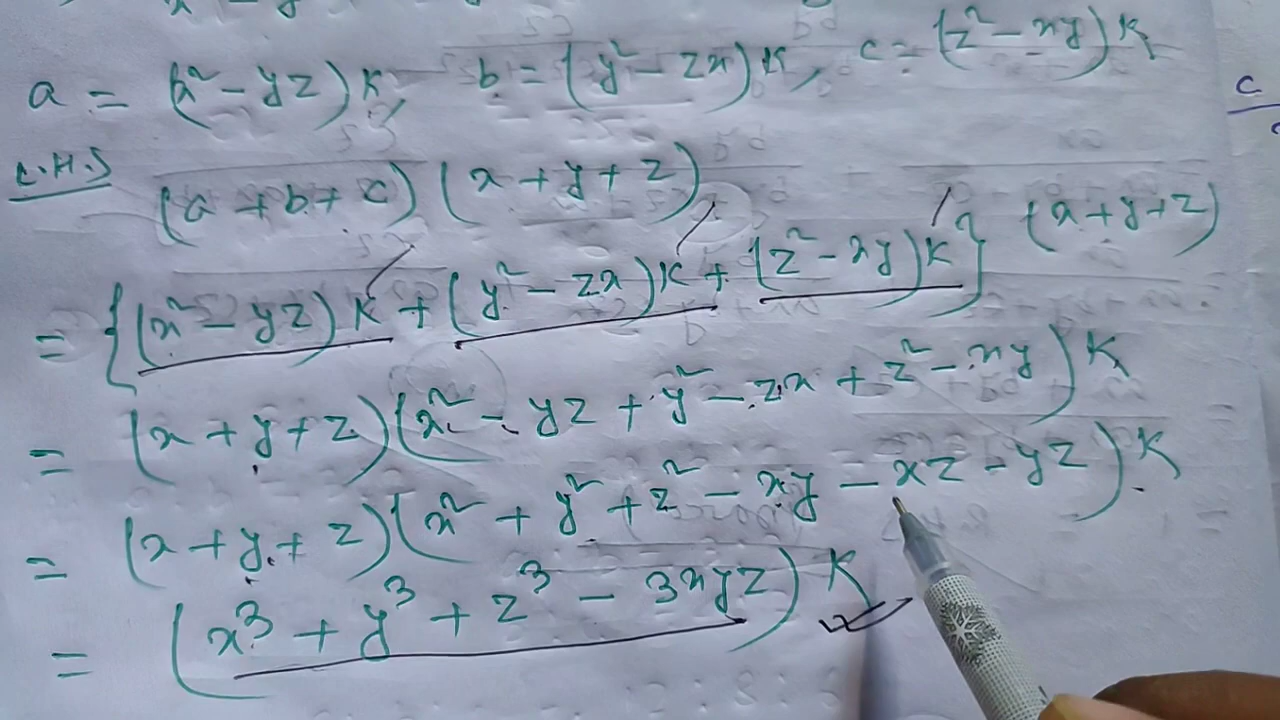 a = (x² - yz)K, b = (y² - zx)K, c = (z² - xy)K
L.H.S
(a + b + c) (x + y + z)
= {(x² - yz)K + (y² - zx)K + (z² - xy)K} (x + y + z)
= (x + y + z)(x² - yz + y² - zx + z² - xy)K
= (x + y + z)(x² + y² + z² - xy - xz - yz)K
= (x³ + y³ + z³ - 3xyz)K
c